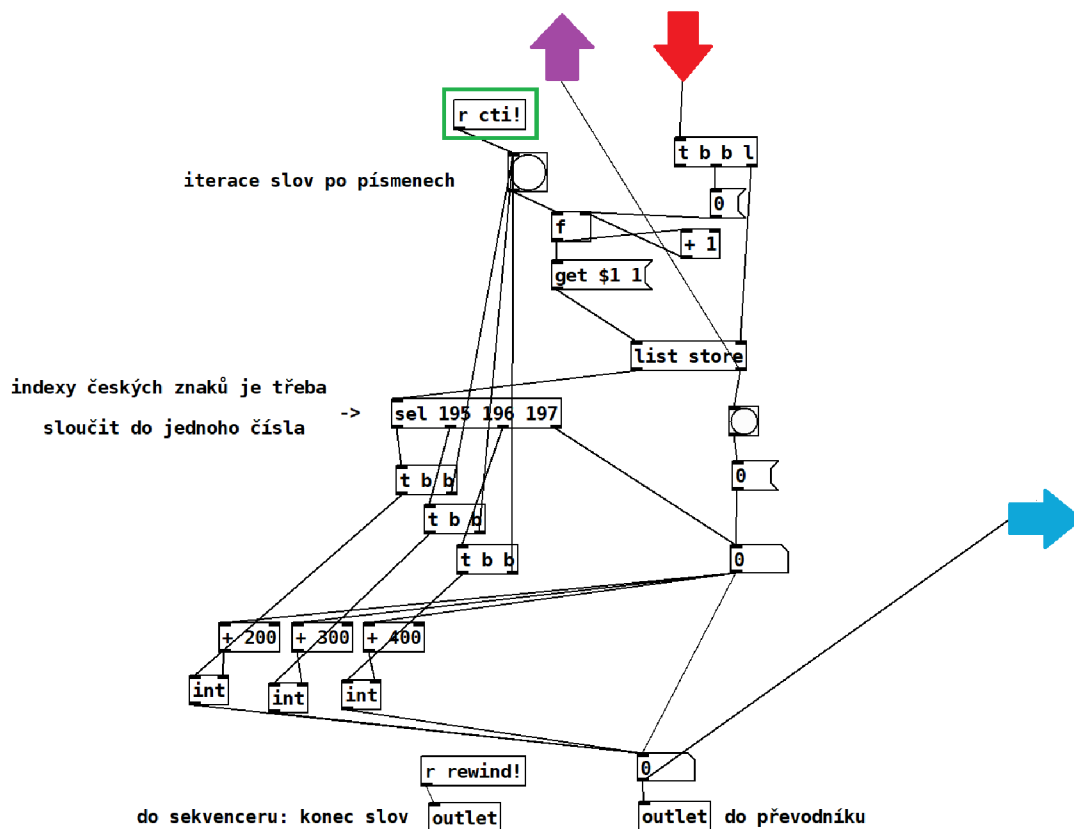 r cti!
t b b l
iterace slov po písmenech
0
f
+ 1
get $1 1
list store
indexy českých znaků je třeba
sloučit do jednoho čísla
->
sel 195 196 197
t b b
0
t b b
t b b
0
+ 200
+ 300
+ 400
int
int
int
r rewind!
0
do sekvenceru: konec slov
outlet
outlet
do převodníku